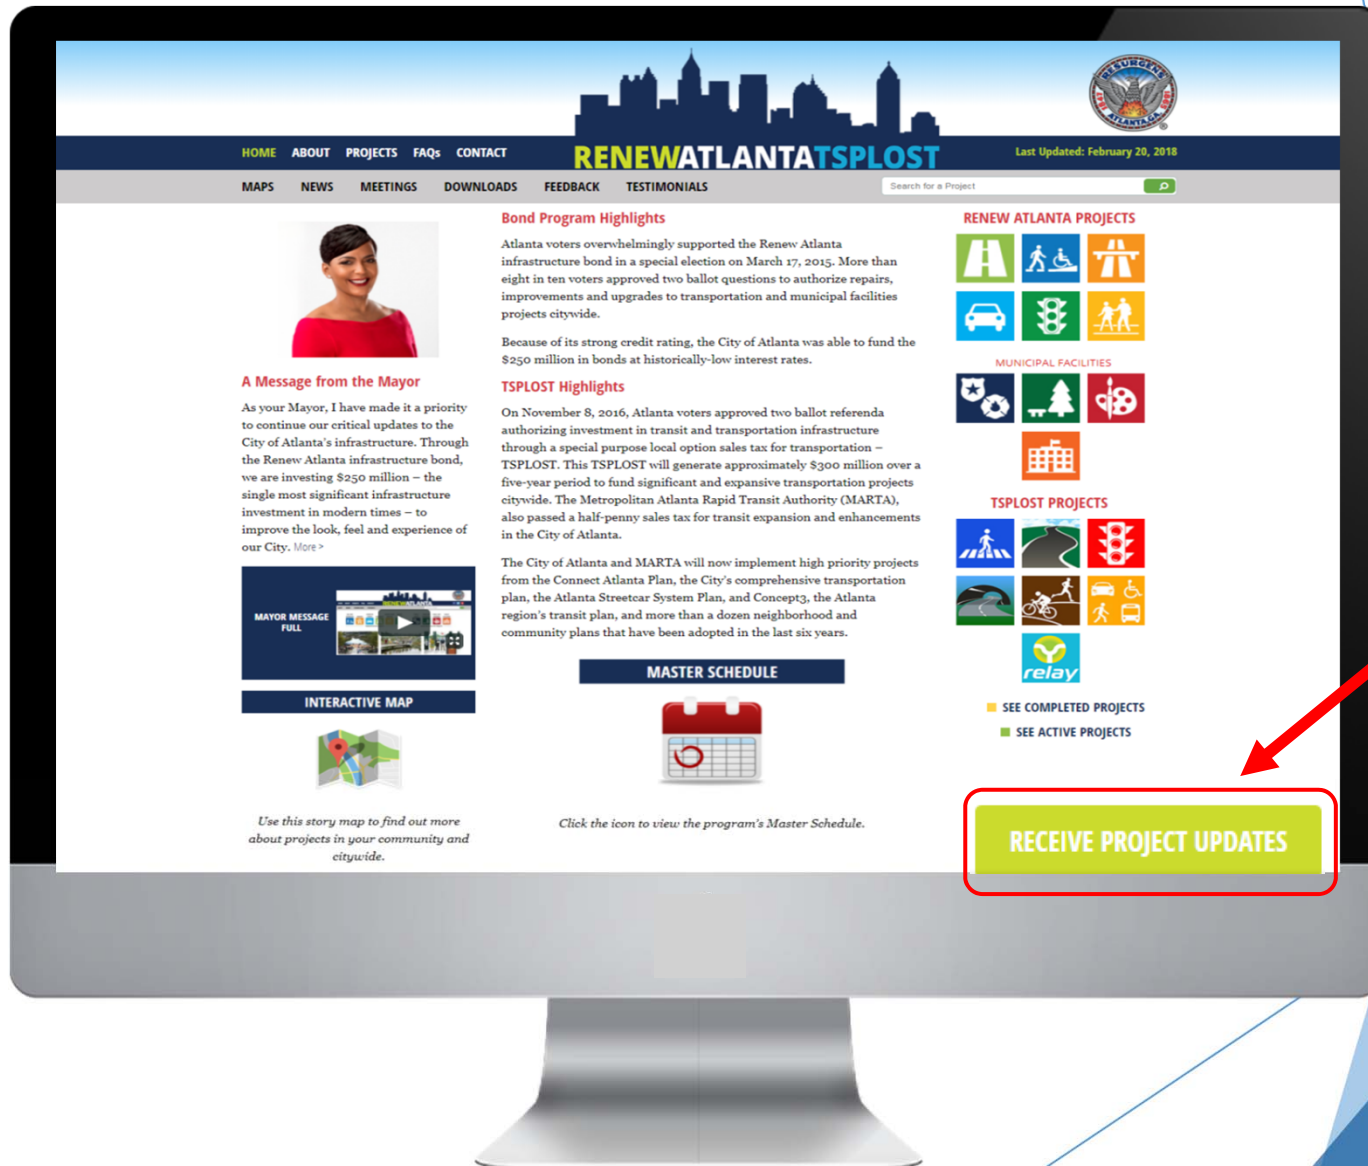 RESURGENS
1847 1865
ATLANTA, GA.
HOME ABOUT PROJECTS FAQs CONTACT
RENEWATLANTATSPLOST
Last Updated: February 20, 2018
MAPS NEWS MEETINGS DOWNLOADS FEEDBACK TESTIMONIALS
Search for a Project
A Message from the Mayor
As your Mayor, I have made it a priority
to continue our critical updates to the
City of Atlanta's infrastructure. Through
the Renew Atlanta infrastructure bond,
we are investing $250 million – the
single most significant infrastructure
investment in modern times – to
improve the look, feel and experience of
our City. More >
MAYOR MESSAGE
FULL
INTERACTIVE MAP
Use this story map to find out more
about projects in your community and
citywide.
Bond Program Highlights
Atlanta voters overwhelmingly supported the Renew Atlanta
infrastructure bond in a special election on March 17, 2015. More than
eight in ten voters approved two ballot questions to authorize repairs,
improvements and upgrades to transportation and municipal facilities
projects citywide.
Because of its strong credit rating, the City of Atlanta was able to fund the
$250 million in bonds at historically-low interest rates.
TSPLOST Highlights
On November 8, 2016, Atlanta voters approved two ballot referenda
authorizing investment in transit and transportation infrastructure
through a special purpose local option sales tax for transportation –
TSPLOST. This TSPLOST will generate approximately $300 million over a
five-year period to fund significant and expansive transportation projects
citywide. The Metropolitan Atlanta Rapid Transit Authority (MARTA),
also passed a half-penny sales tax for transit expansion and enhancements
in the City of Atlanta.
The City of Atlanta and MARTA will now implement high priority projects
from the Connect Atlanta Plan, the City's comprehensive transportation
plan, the Atlanta Streetcar System Plan, and Concept3, the Atlanta
region's transit plan, and more than a dozen neighborhood and
community plans that have been adopted in the last six years.
MASTER SCHEDULE
Click the icon to view the program's Master Schedule.
RENEW ATLANTA PROJECTS
MUNICIPAL FACILITIES
TSPLOST PROJECTS
relay
SEE COMPLETED PROJECTS
SEE ACTIVE PROJECTS
RECEIVE PROJECT UPDATES